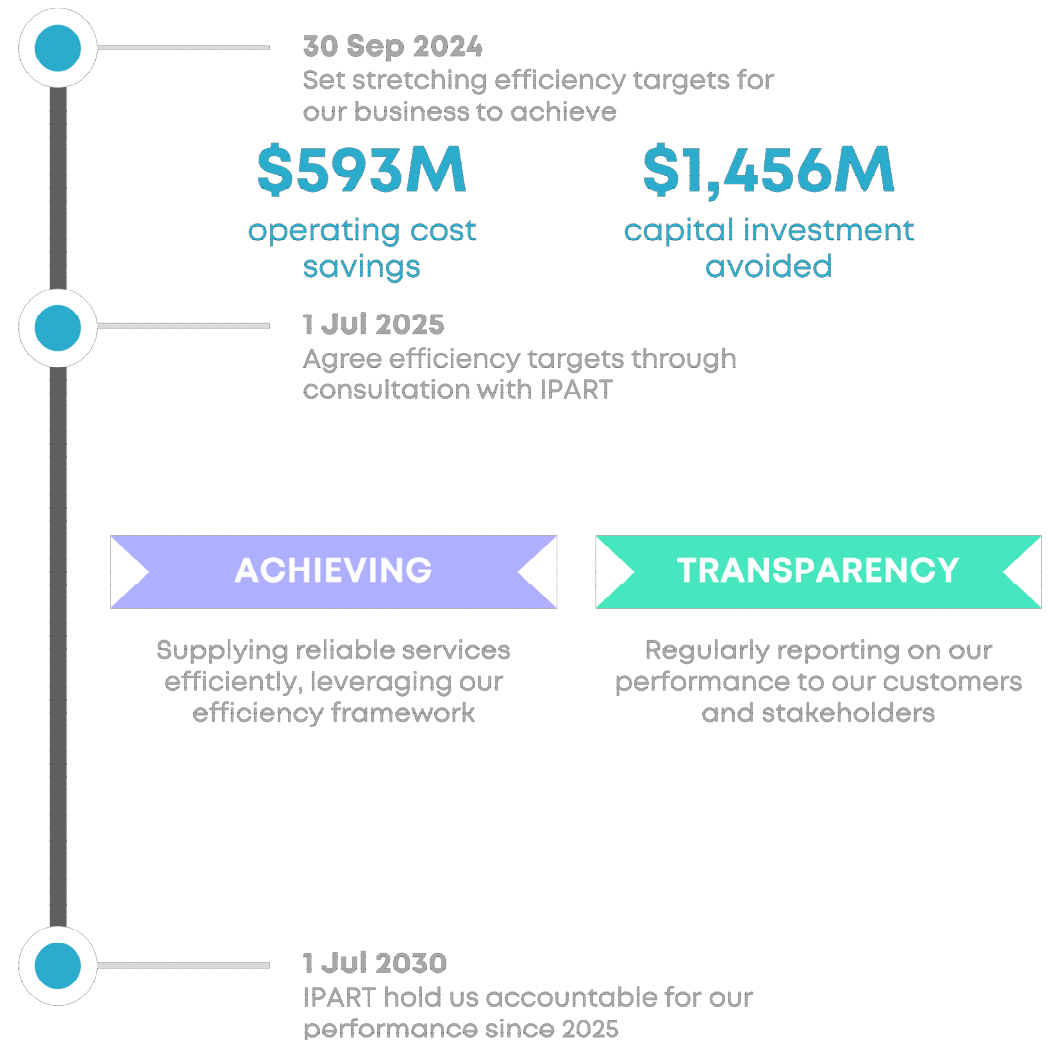 30 Sep 2024
Set stretching efficiency targets for
our business to achieve
$593M
operating cost
savings
$1,456M
capital investment
avoided
1 Jul 2025
Agree efficiency targets through
consultation with IPART
ACHIEVING
Supplying reliable services
efficiently, leveraging our
efficiency framework
TRANSPARENCY
Regularly reporting on our
performance to our customers
and stakeholders
1 Jul 2030
IPART hold us accountable for our
performance since 2025